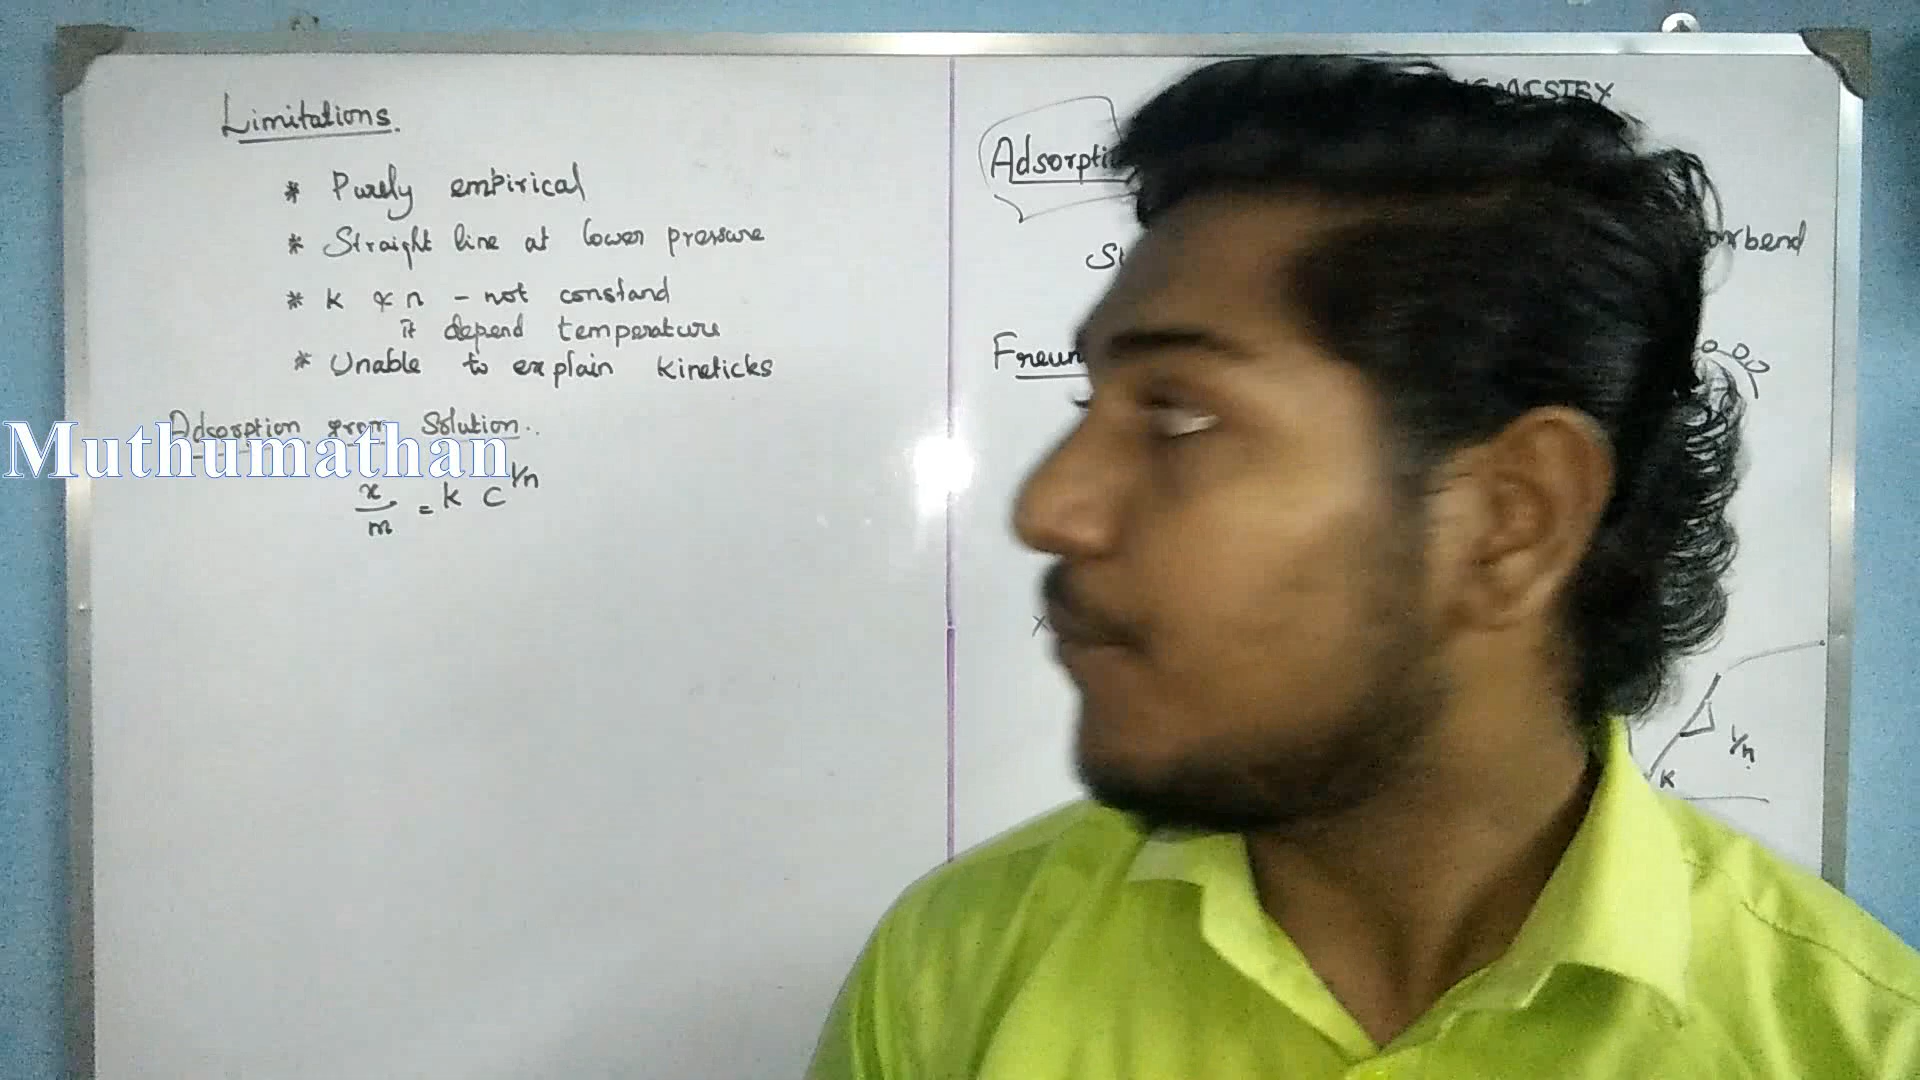 Limitations.
* Purely empirical
* Straight line at lower pressure
* k & n - not constand
it depend temperature
* Unable to explain kineticks
Adsorption from Solution..
Muthumathan
x/m = k C^1/n
Adsorpti
Freun
x
1/n
K